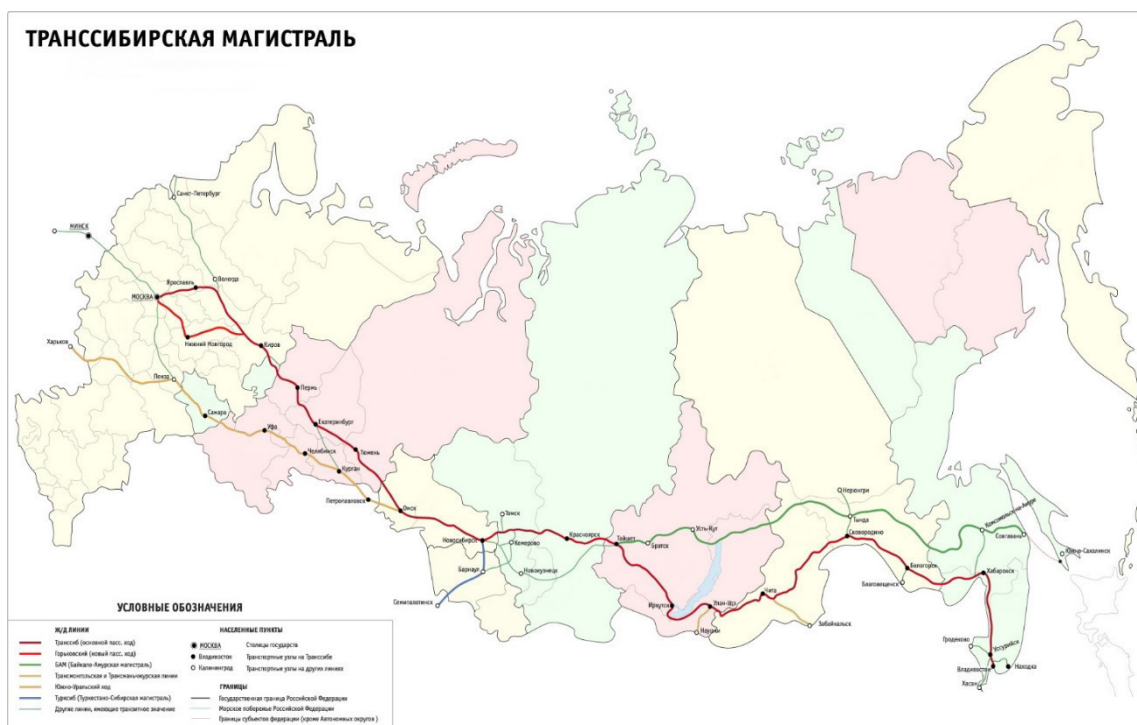 ТРАНССИБИРСКАЯ МАГИСТРАЛЬ
Санкт-Петербург
МИНСК
Ярославль
Вологда
МОСКВА
Нижний Новгород
Киров
Харьков
Пенза
Пермь
Самара
Екатеринбург
Уфа
Челябинск
Тюмень
Курган
Петропавловск
Омск
Томск
Новосибирск
Кемерово
Красноярск
Тайшет
Братск
Усть-Кут
Барнаул
Новокузнецк
Семипалатинск
Иркутск
Улан-Удэ
Наушки
Чита
Забайкальск
Нерюнгри
Тында
Сковородино
Белогорск
Благовещенск
Комсомольск-на-Амуре
Совгавань
Южно-Сахалинск
Хабаровск
Гродеково
Уссурийск
Владивосток
Находка
Хасан
УСЛОВНЫЕ ОБОЗНАЧЕНИЯ
Ж/Д ЛИНИИ
Транссиб (основной пасс. ход)
Горьковский (новый пасс. ход)
БАМ (Байкало-Амурская магистраль)
Трансмонгольская и Трансманьчжурская линии
Южно-Уральский ход
Турксиб (Туркестано-Сибирская магистраль)
Другие линии, имеющие транзитное значение
НАСЕЛЕННЫЕ ПУНКТЫ
МОСКВА Столицы государств
Владивосток Транспортные узлы на Транссибе
Калининград Транспортные узлы на других линиях
ГРАНИЦЫ
Государственная граница Российской Федерации
Морское побережье Российской Федерации
Границы субъектов федерации (кроме Автономных округов)